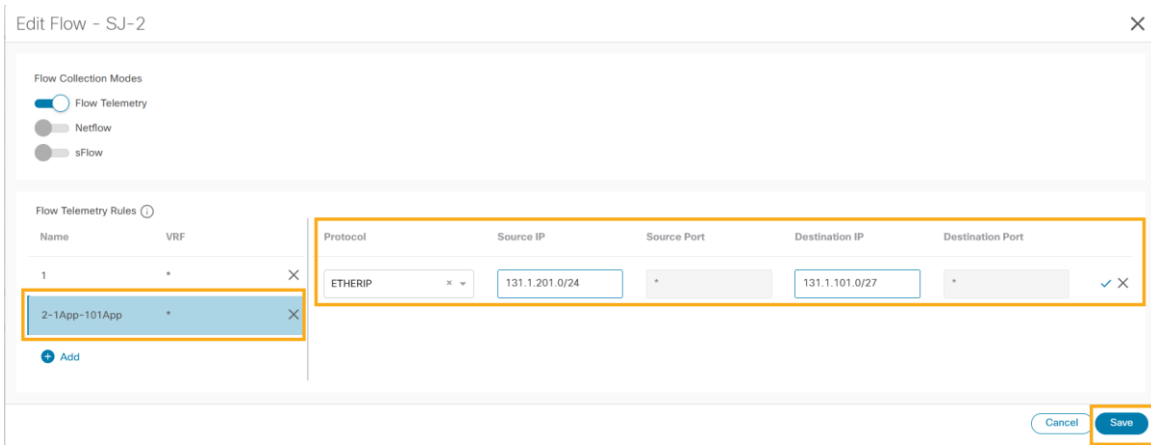 Edit Flow - SJ-2
Flow Collection Modes
Flow Telemetry
Netflow
sFlow
Flow Telemetry Rules
Name VRF Protocol Source IP Source Port Destination IP Destination Port
1 *
ETHERIP 131.1.201.0/24 * 131.1.101.0/27 *
2-1App-101App *
Add
Cancel Save